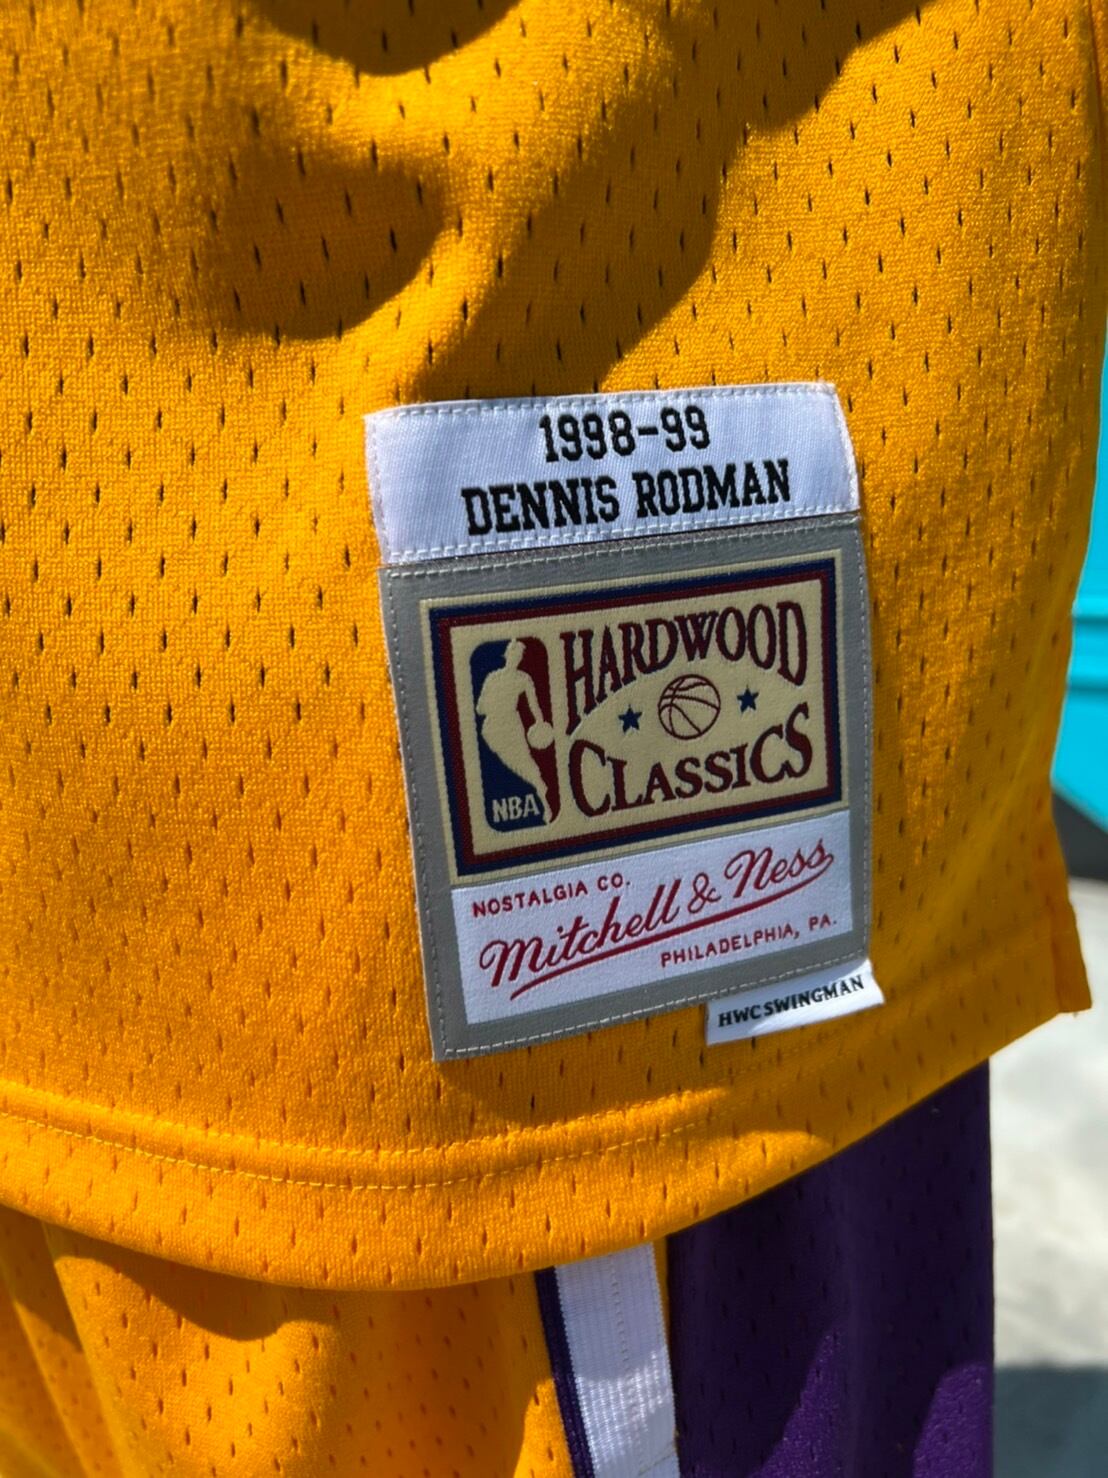 1998-99
DENNIS RODMAN
HARDWOOD
CLASSICS
NBA
NOSTALGIA CO.
Mitchell & Ness
PHILADELPHIA, PA.
HWC SWINGMAN